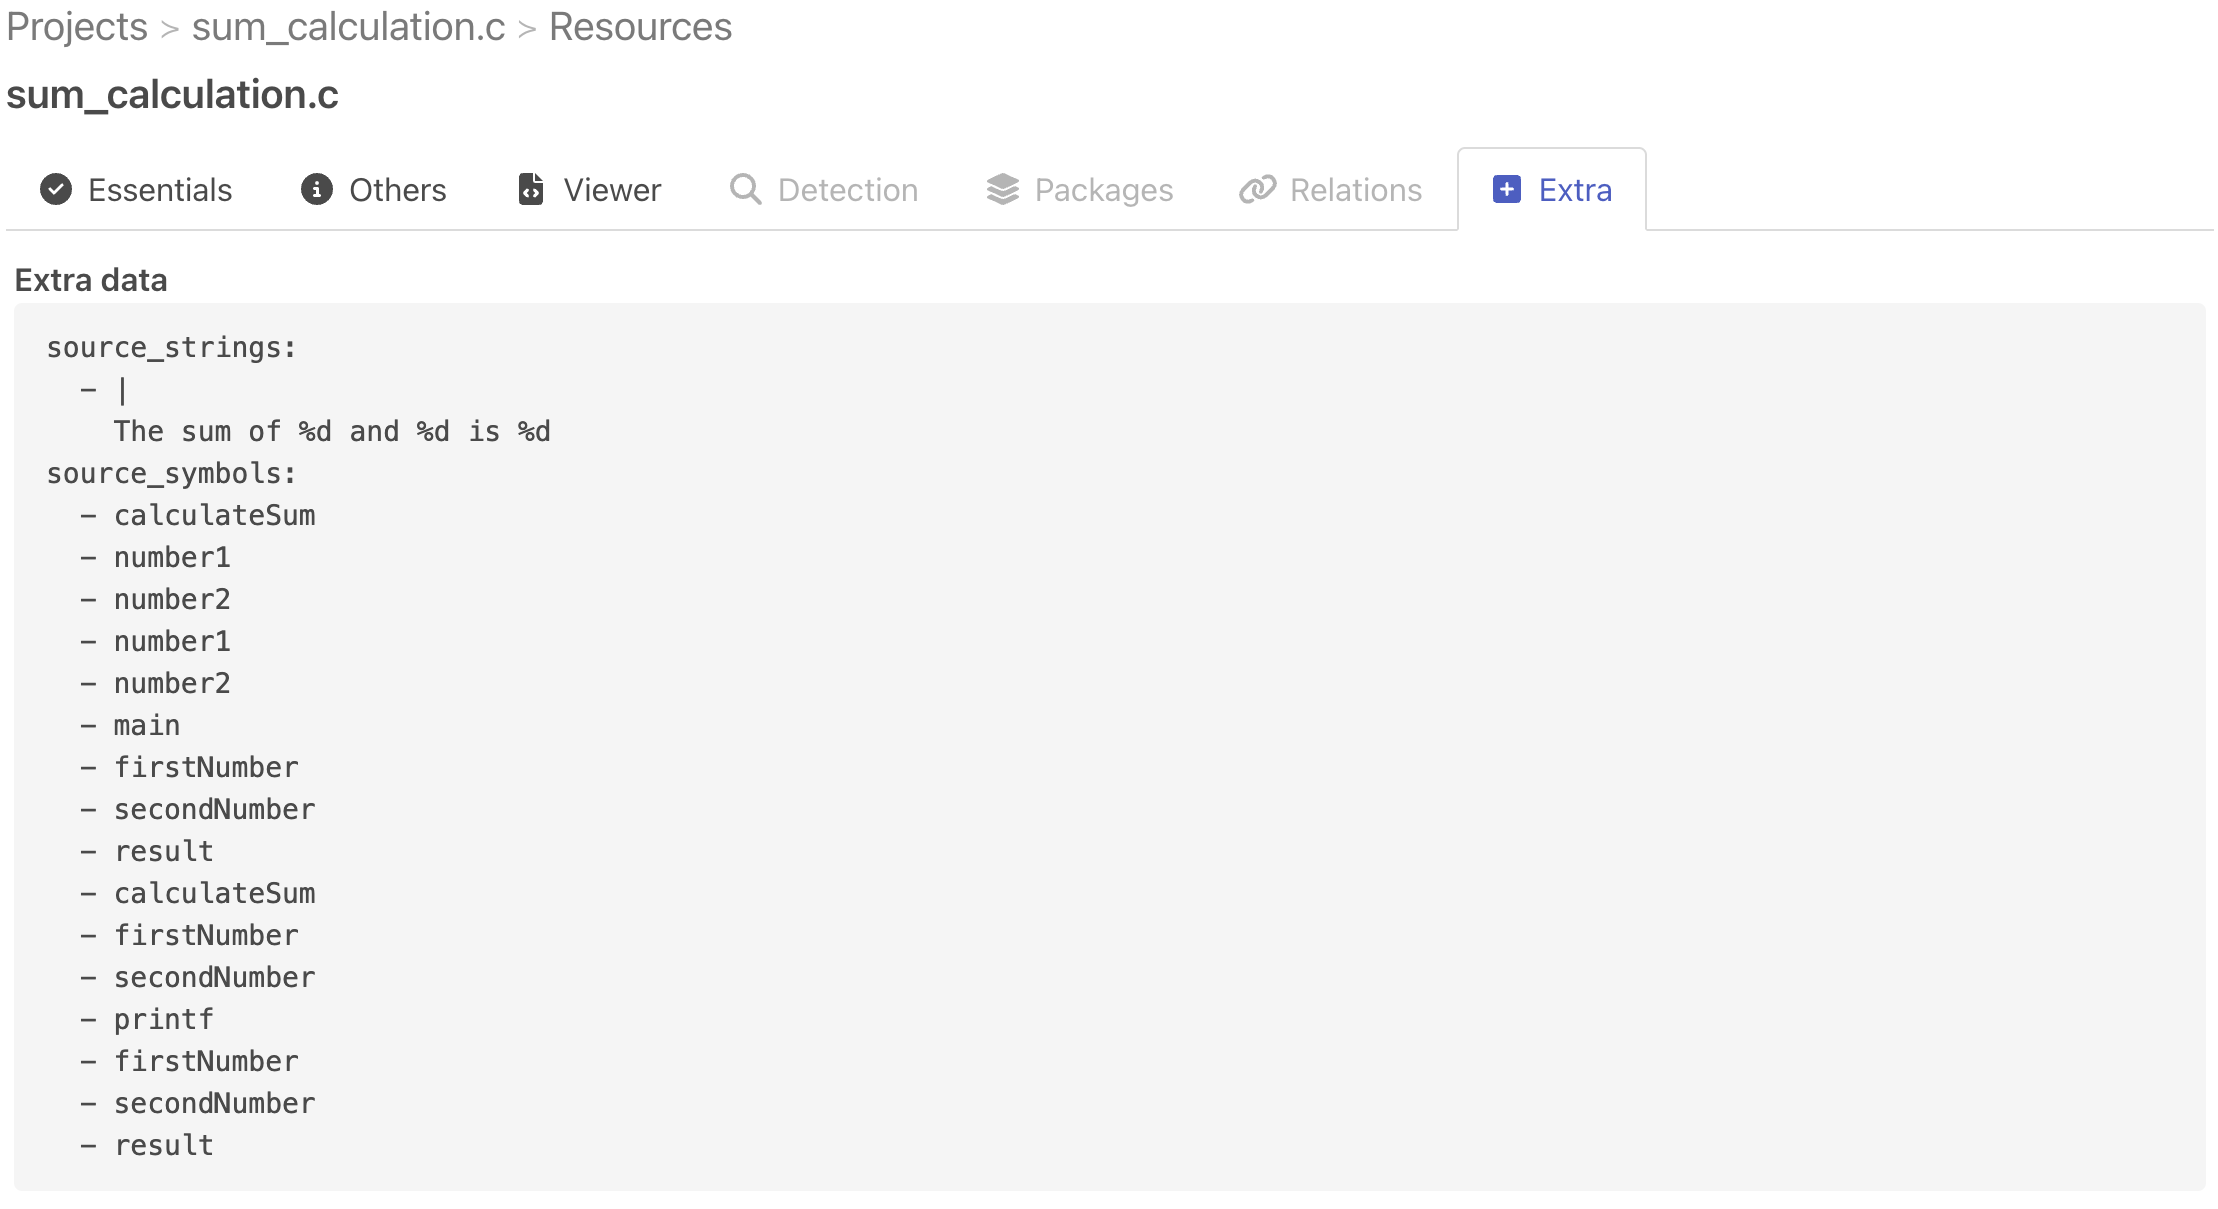 Projects > sum_calculation.c > Resources
sum_calculation.c
Essentials Others Viewer Detection Packages Relations Extra
Extra data
source_strings:
  - |
    The sum of %d and %d is %d
source_symbols:
  - calculateSum
  - number1
  - number2
  - number1
  - number2
  - main
  - firstNumber
  - secondNumber
  - result
  - calculateSum
  - firstNumber
  - secondNumber
  - printf
  - firstNumber
  - secondNumber
  - result